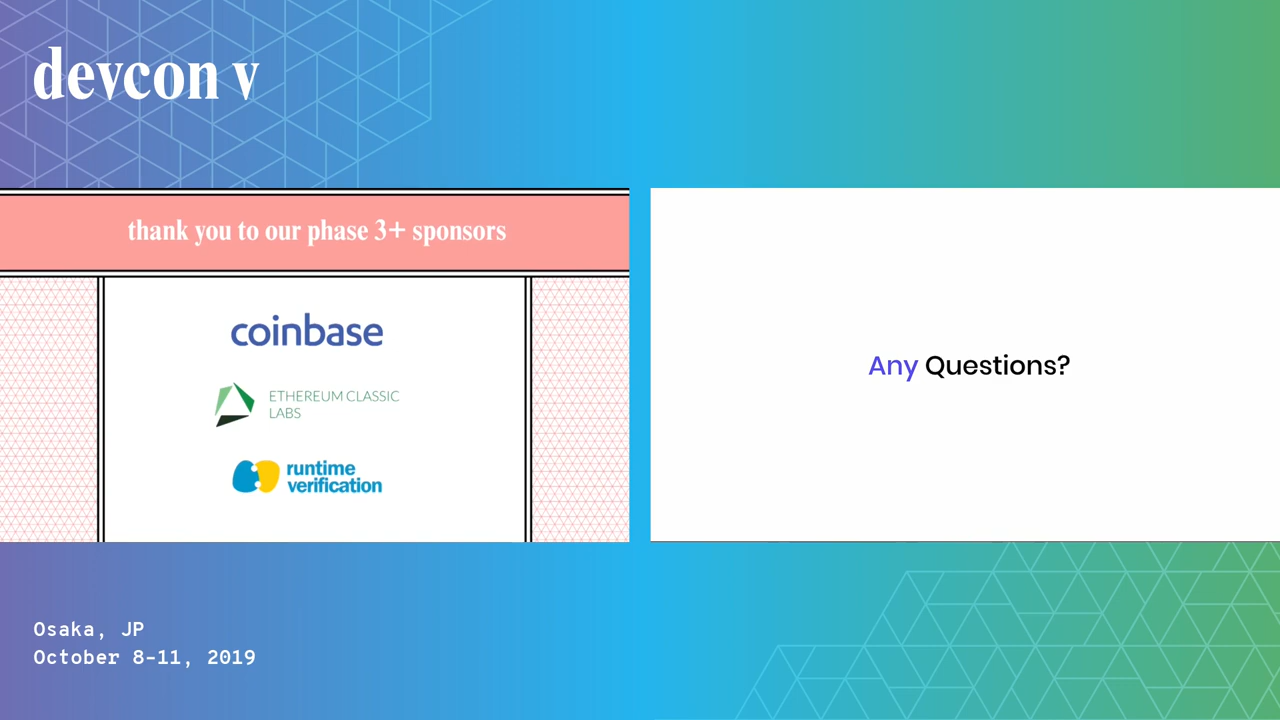 devcon v
thank you to our phase 3+ sponsors
coinbase
ETHEREUM CLASSIC
LABS
runtime
verification
Any Questions?
Osaka, JP
October 8-11, 2019